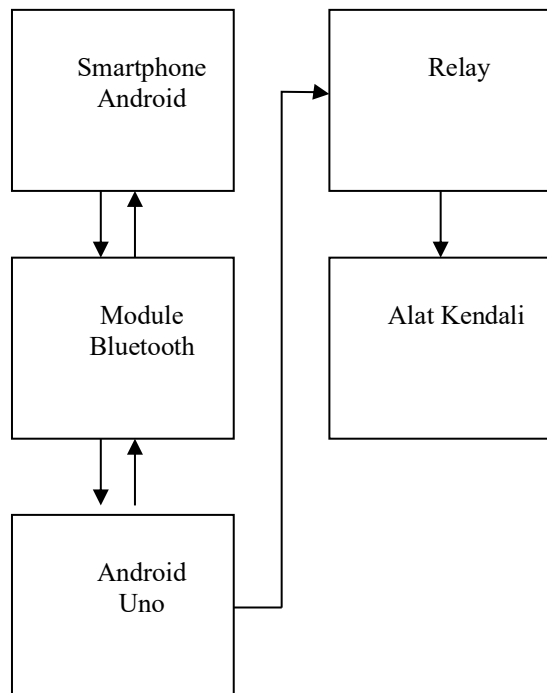 Smartphone
Android
Module
Bluetooth
Android
Uno
Relay
Alat Kendali